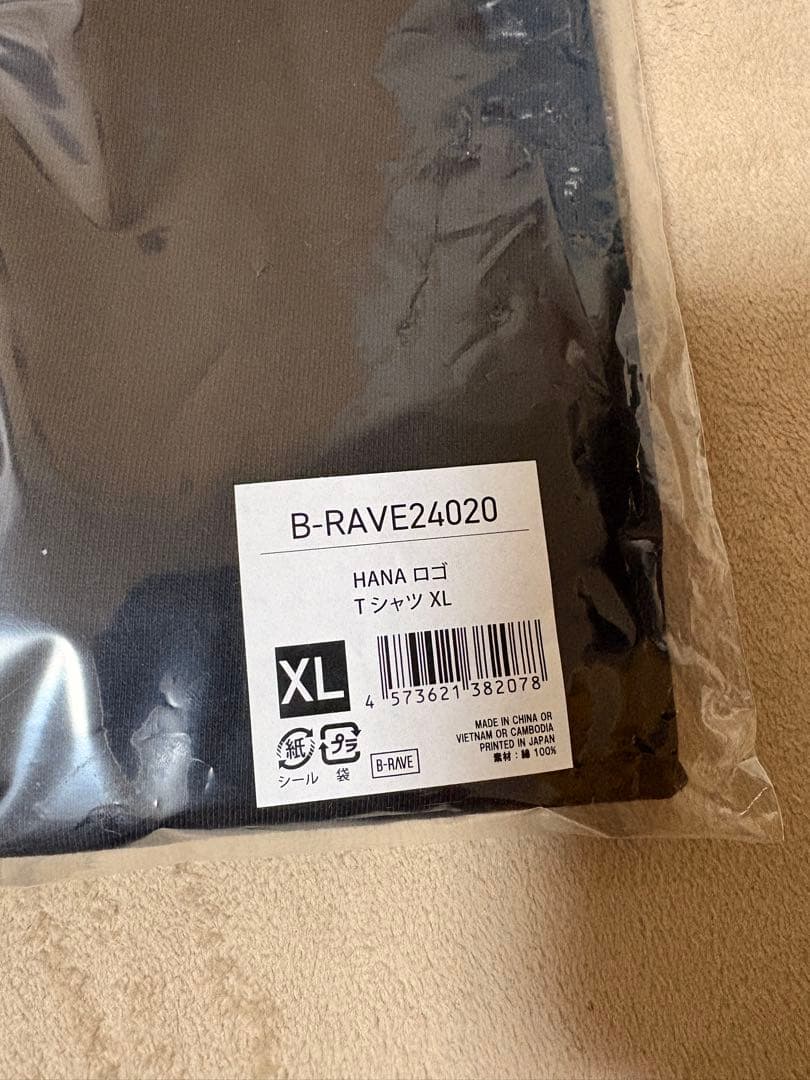 B-RAVE24020
HANA ロゴ
Tシャツ XL
XL
4 573621 382078
紙
シール
プラ
袋
B-RAVE
MADE IN CHINA OR
VIETNAM OR CAMBODIA
PRINTED IN JAPAN
素材：綿 100%